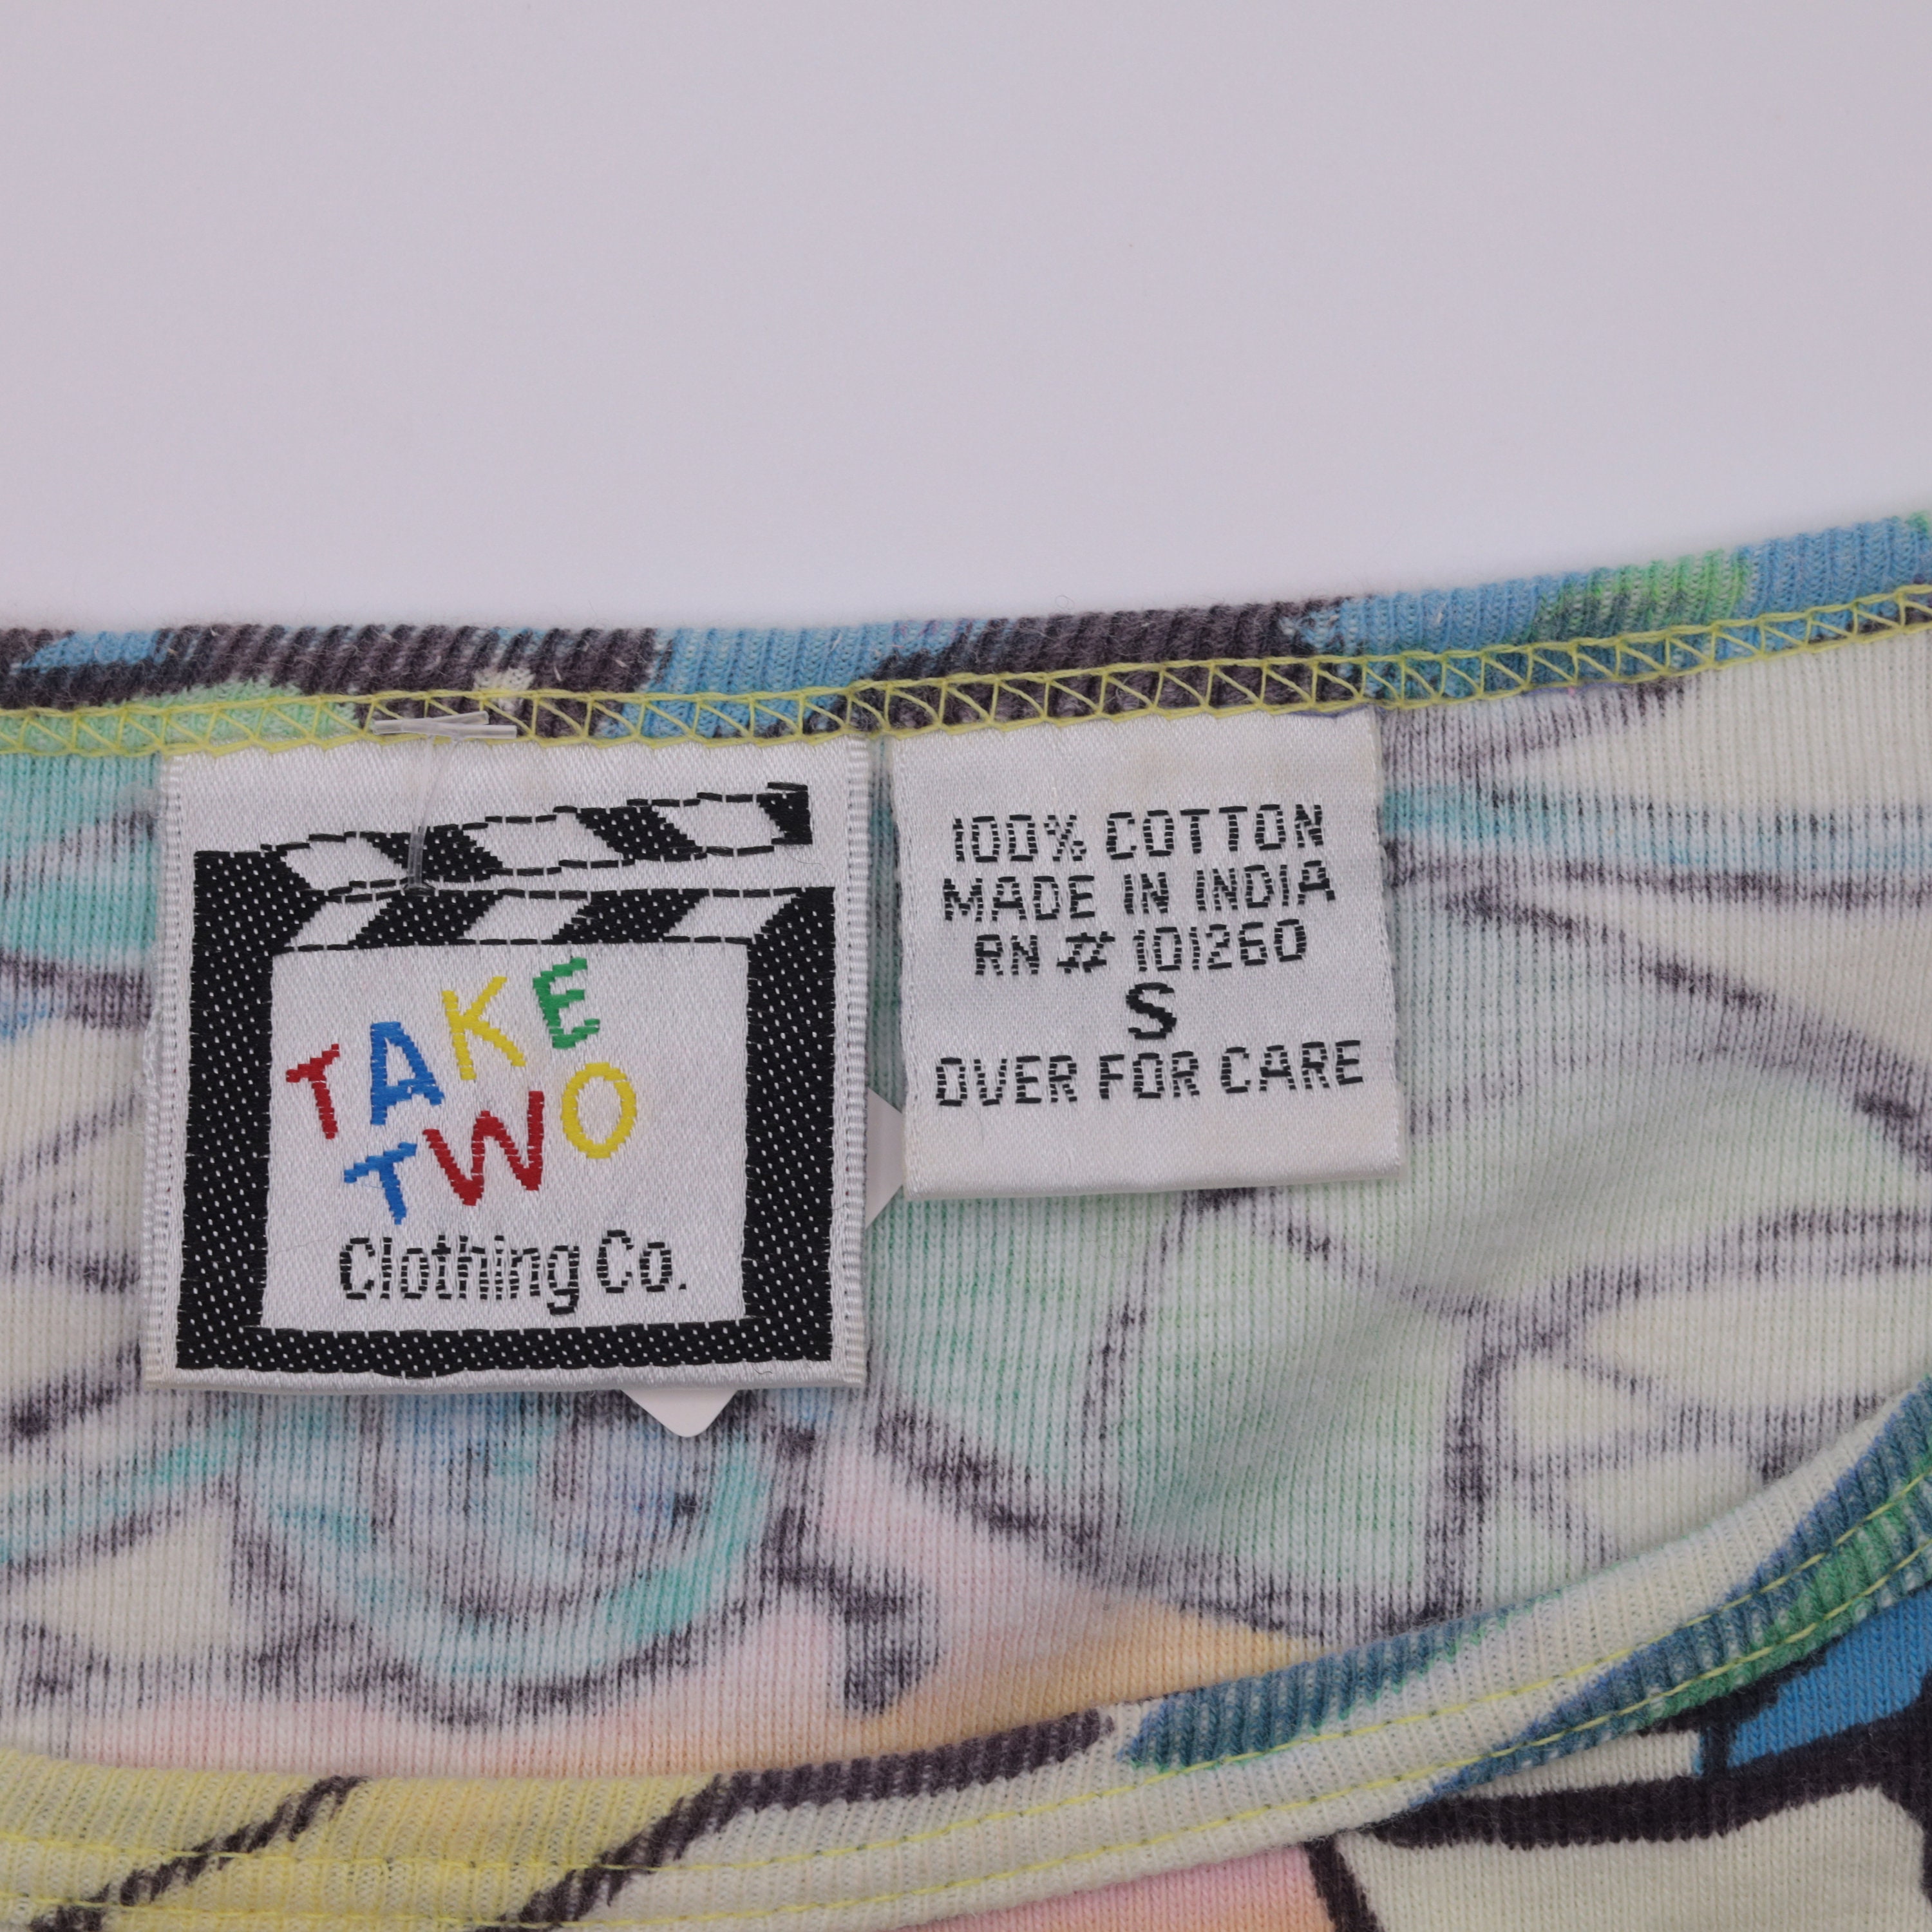 TAKE
TWO
Clothing Co.
100% COTTON
MADE IN INDIA
RN # 101260
S
OVER FOR CARE